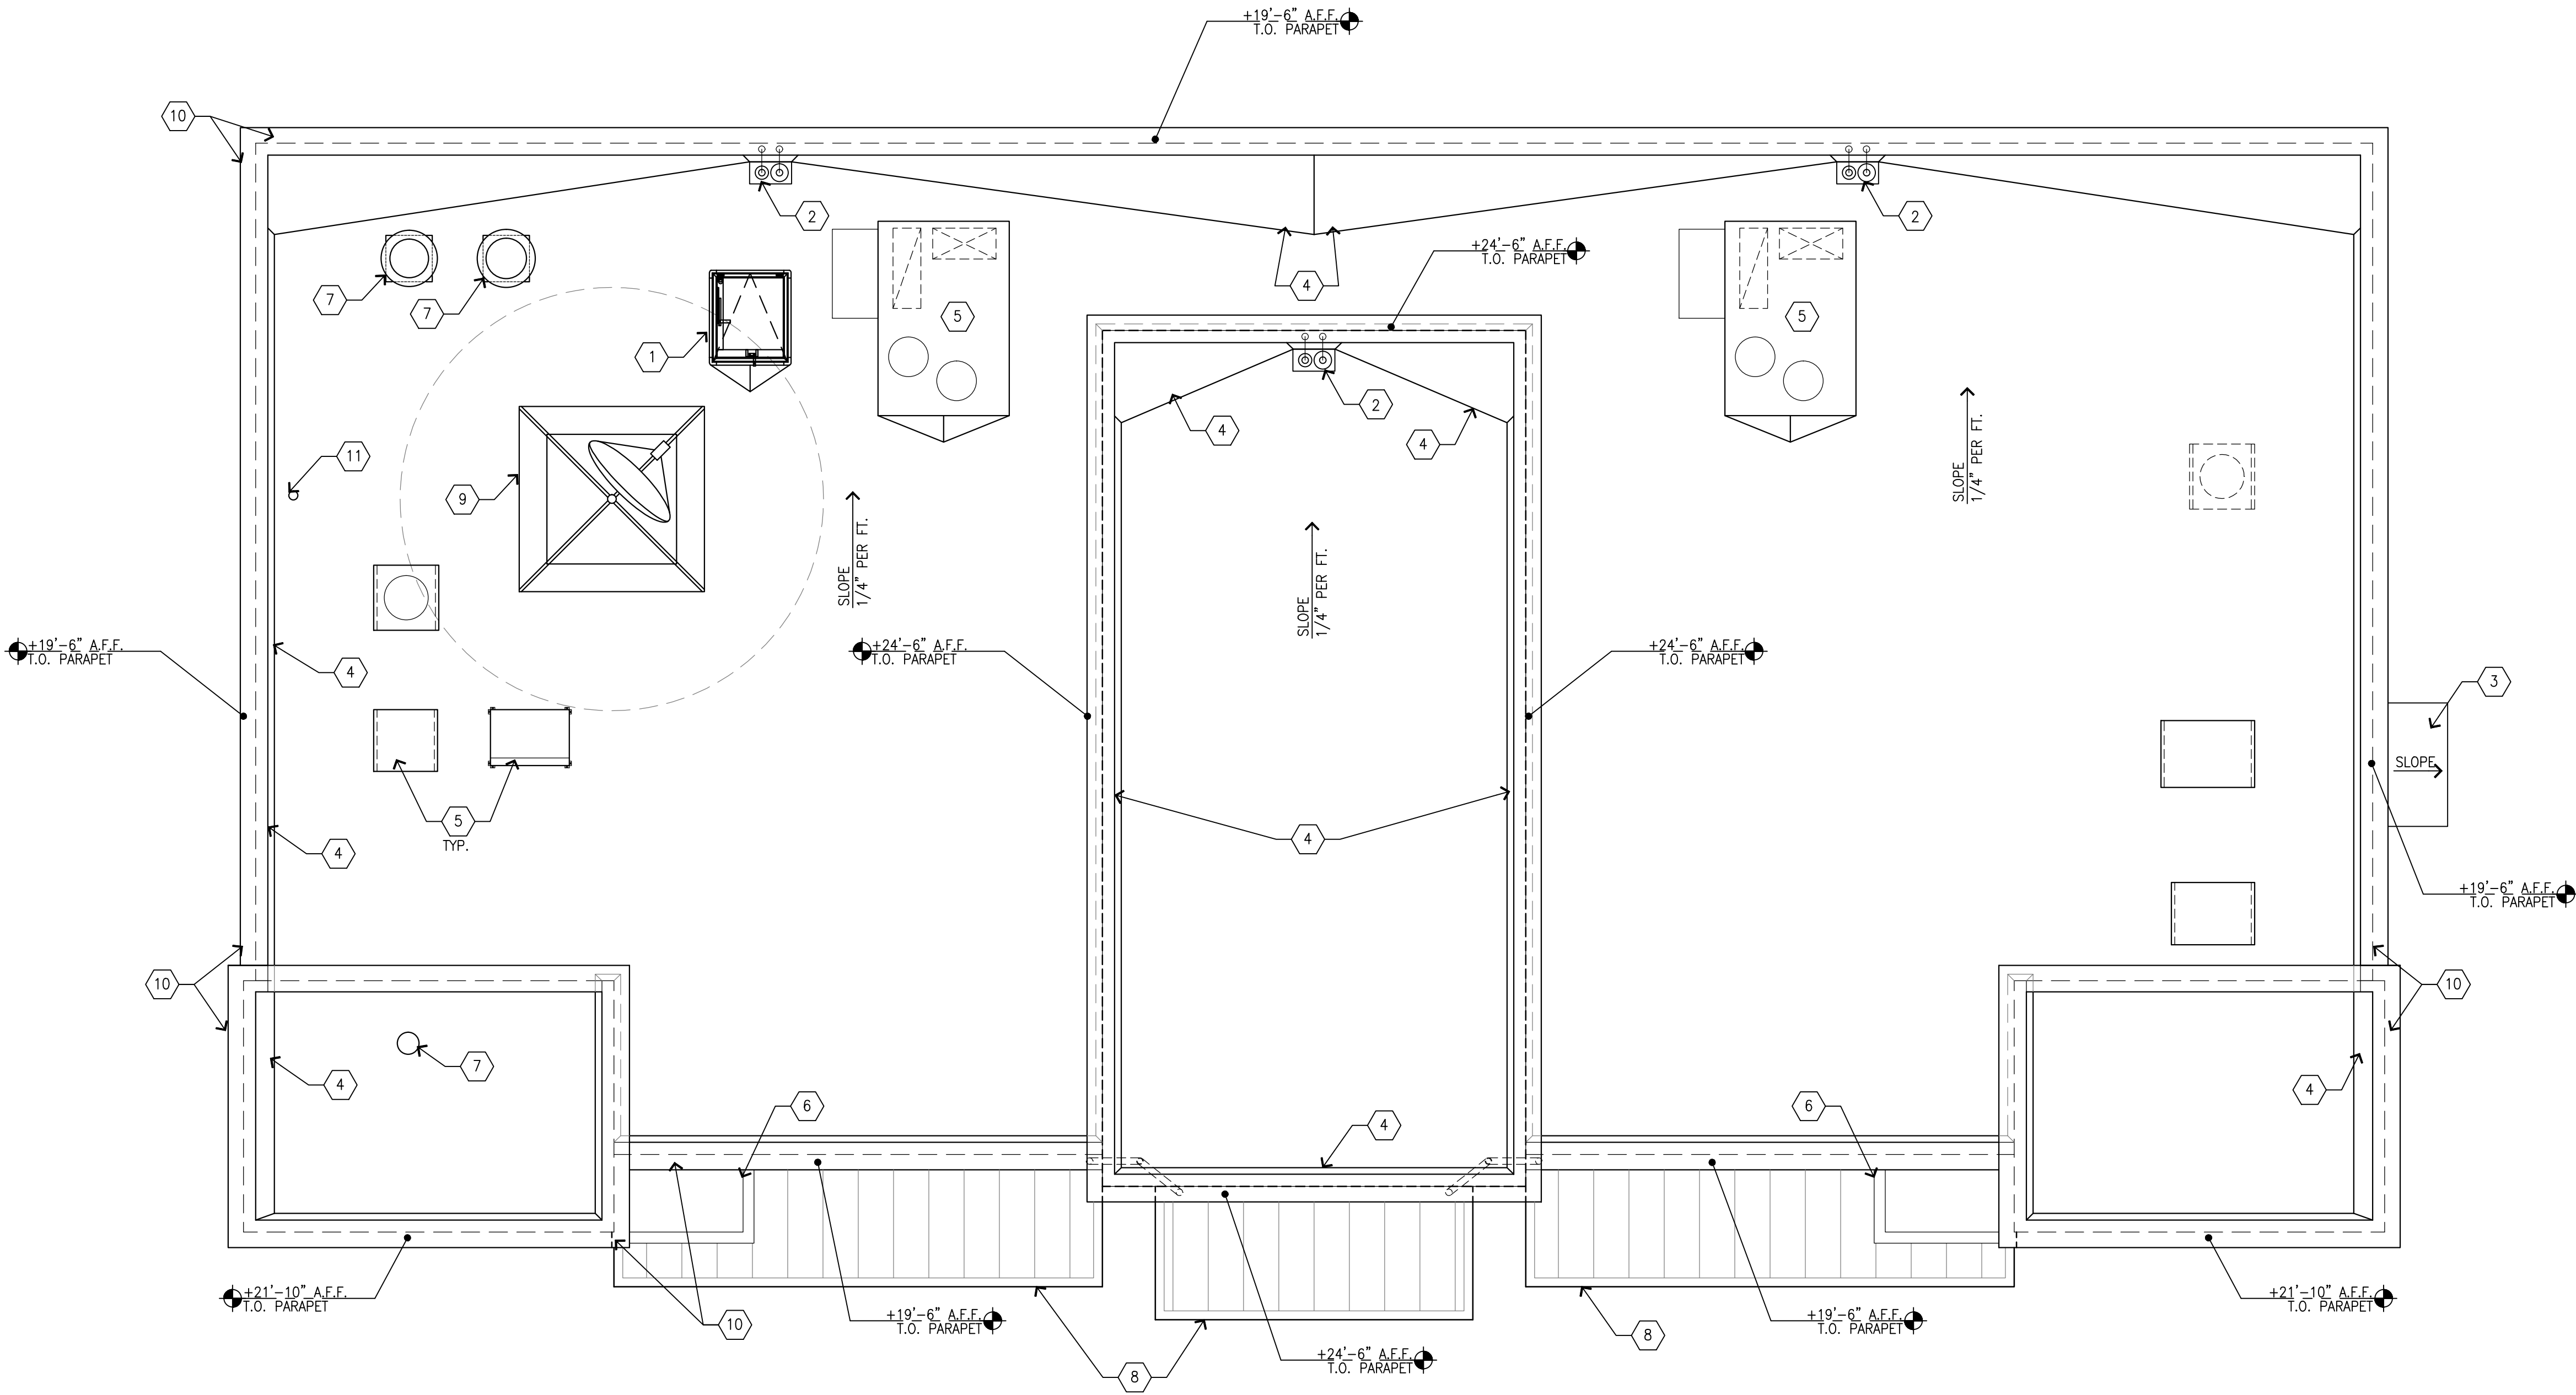 +19'-6" A.F.F.
T.O. PARAPET
10
2
2
+24'-6" A.F.F.
T.O. PARAPET
7
7
4
5
5
1
2
4
4
11
9
SLOPE
1/4" PER FT.
SLOPE
1/4" PER FT.
SLOPE
1/4" PER FT.
+19'-6" A.F.F.
T.O. PARAPET
4
+24'-6" A.F.F.
T.O. PARAPET
+24'-6" A.F.F.
T.O. PARAPET
3
SLOPE
5
TYP.
4
4
+19'-6" A.F.F.
T.O. PARAPET
10
10
7
4
4
6
6
4
+21'-10" A.F.F.
T.O. PARAPET
+21'-10" A.F.F.
T.O. PARAPET
10
+19'-6" A.F.F.
T.O. PARAPET
+19'-6" A.F.F.
T.O. PARAPET
8
+24'-6" A.F.F.
T.O. PARAPET
8